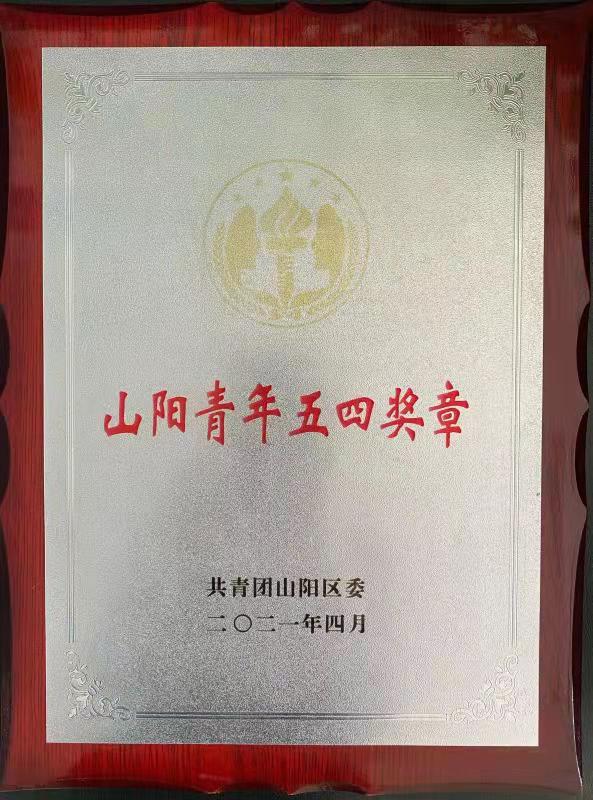 山阳青年五四奖章
共青团山阳区委
二〇二一年四月